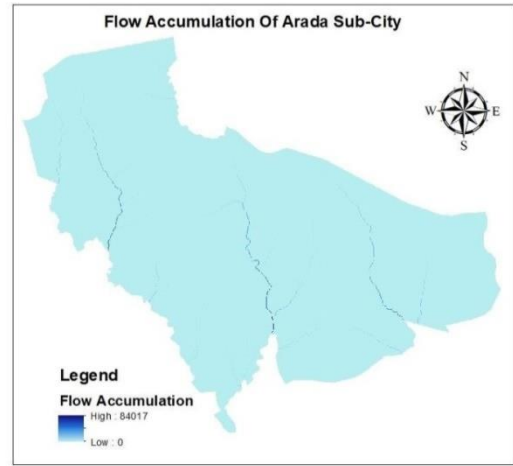 Flow Accumulation Of Arada Sub-City
N
W E
S
Legend
Flow Accumulation
High : 84017
Low : 0